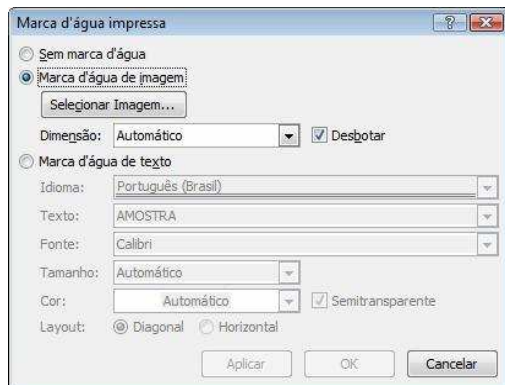 Marca d'água impressa
Sem marca d'água
Marca d'água de imagem
Selecionar Imagem...
Dimensão: Automático Desbotar
Marca d'água de texto
Idioma: Português (Brasil)
Texto: AMOSTRA
Fonte: Calibri
Tamanho: Automático
Cor: Automático Semitransparente
Layout: Diagonal Horizontal
Aplicar OK Cancelar